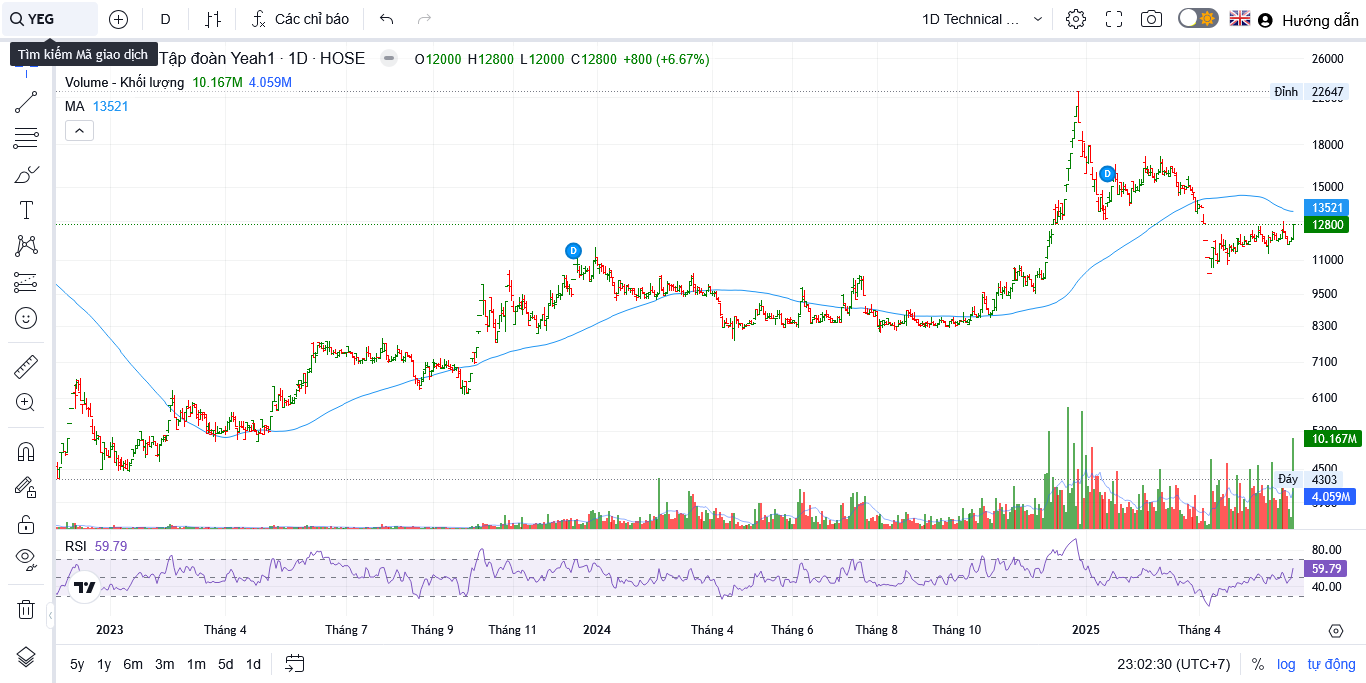 YEG D Các chỉ báo 1D Technical ... Hướng dẫn
Tìm kiếm Mã giao dịch
Tập đoàn Yeah1 · 1D · HOSE O12000 H12800 L12000 C12800 +800 (+6.67%)
Volume - Khối lượng 10.167M 4.059M
MA 13521
26000
Đỉnh 22647
18000
15000
13521
12800
11000
9500
8300
7100
6100
10.167M
4500
Đáy 4303
4.059M
D
D
RSI 59.79
80.00
59.79
40.00
2023 Tháng 4 Tháng 7 Tháng 9 Tháng 11 2024 Tháng 4 Tháng 6 Tháng 8 Tháng 10 2025 Tháng 4
5y 1y 6m 3m 1m 5d 1d 23:02:30 (UTC+7) % log tự động